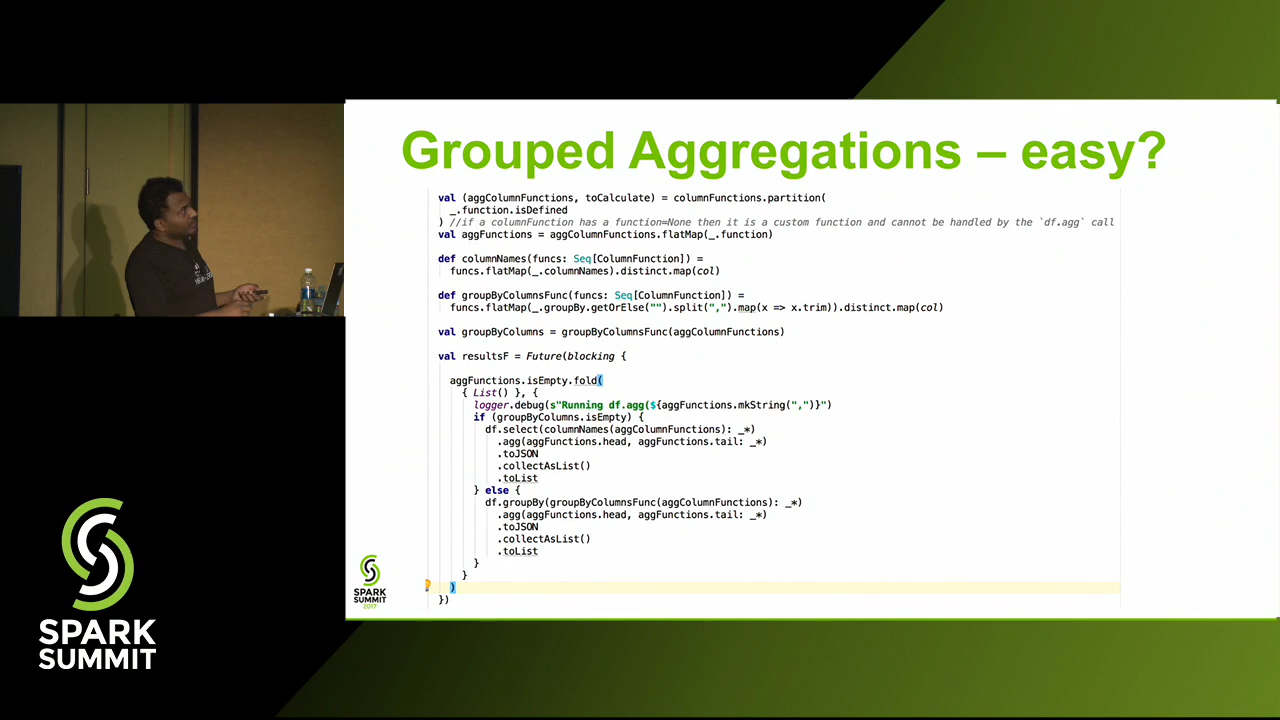 Grouped Aggregations – easy?
val (aggColumnFunctions, toCalculate) = columnFunctions.partition(
_.function.isDefined
) //if a columnFunction has a function=None then it is a custom function and cannot be handled by the `df.agg` call
val aggFunctions = aggColumnFunctions.flatMap(_.function)
def columnNames(funcs: Seq[ColumnFunction]) =
funcs.flatMap(_.columnNames).distinct.map(col)
def groupByColumnsFunc(funcs: Seq[ColumnFunction]) =
funcs.flatMap(_.groupBy.getOrElse("").split(",").map(x => x.trim)).distinct.map(col)
val groupByColumns = groupByColumnsFunc(aggColumnFunctions)
val resultsF = Future(blocking {
aggFunctions.isEmpty.fold(
{ List() }, {
logger.debug(s"Running df.agg(${aggFunctions.mkString(",")}")
if (groupByColumns.isEmpty) {
df.select(columnNames(aggColumnFunctions): _*)
.agg(aggFunctions.head, aggFunctions.tail: _*)
.toJSON
.collectAsList()
.toList
} else {
df.groupBy(groupByColumnsFunc(aggColumnFunctions): _*)
.agg(aggFunctions.head, aggFunctions.tail: _*)
.toJSON
.collectAsList()
.toList
}
}
)
})
SPARK
SUMMIT
2017
SPARK
SUMMIT